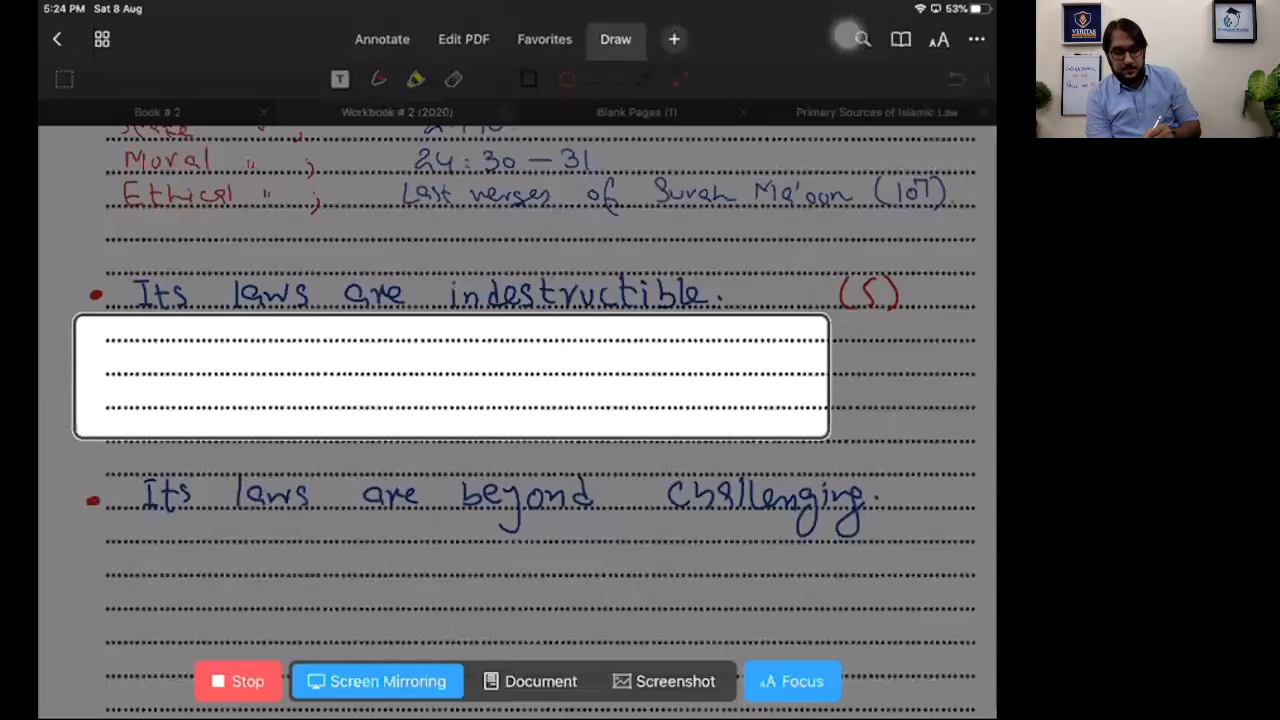 5:24 PM Sat 8 Aug 53%
Annotate Edit PDF Favorites Draw +
T
Book # 2 × Workbook # 2 (2020) Blank Pages (1) × Primary Sources of Islamic Law
Moral " ; 24:30 – 31
Ethical " ; Last verses of Surah Ma'oon (107).
• Its laws are indestructible. (5)
• Its laws are beyond challenging.
Stop Screen Mirroring Document Screenshot AA Focus
VERITAS